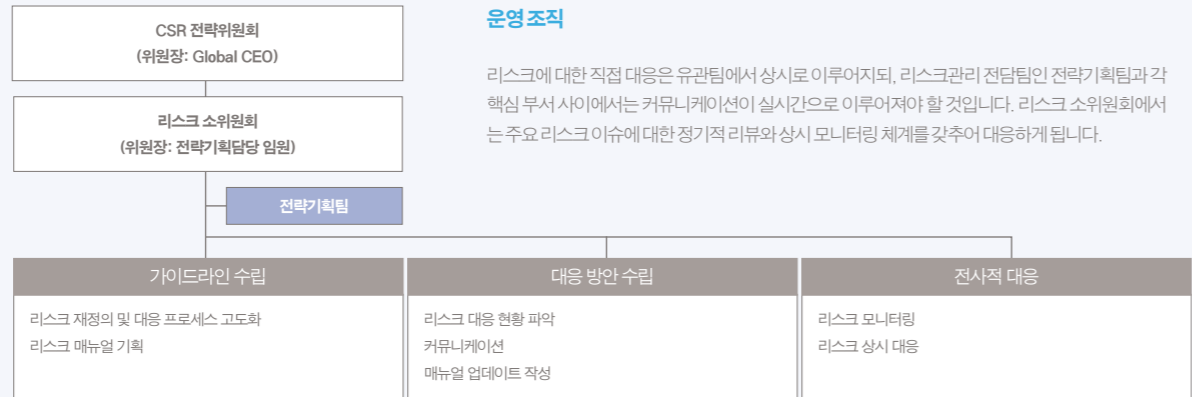 CSR 전략위원회
(위원장: Global CEO)
리스크 소위원회
(위원장: 전략기획담당 임원)
전략기획팀
운영조직
리스크에 대한 직접 대응은 유관팀에서 상시로 이루어지되, 리스크관리 전담팀인 전략기획팀과 각
핵심 부서 사이에서는 커뮤니케이션이 실시간으로 이루어져야 할 것입니다. 리스크 소위원회에서
는 주요 리스크 이슈에 대한 정기적 리뷰와 상시 모니터링 체계를 갖추어 대응하게 됩니다.
가이드라인 수립
리스크 재정의 및 대응 프로세스 고도화
리스크 매뉴얼 기획
대응 방안 수립
리스크 대응 현황 파악
커뮤니케이션
매뉴얼 업데이트 작성
전사적 대응
리스크 모니터링
리스크 상시 대응